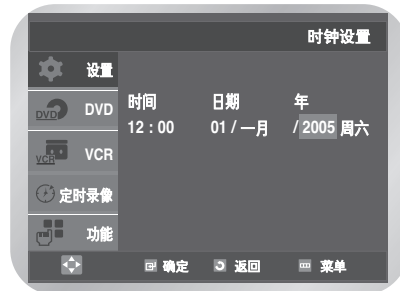 时钟设置
设置
DVD DVD
时间 日期 年
12 : 00 01 / 一月 / 2005 周六
VCR VCR
定时录像
功能
确定 返回 菜单